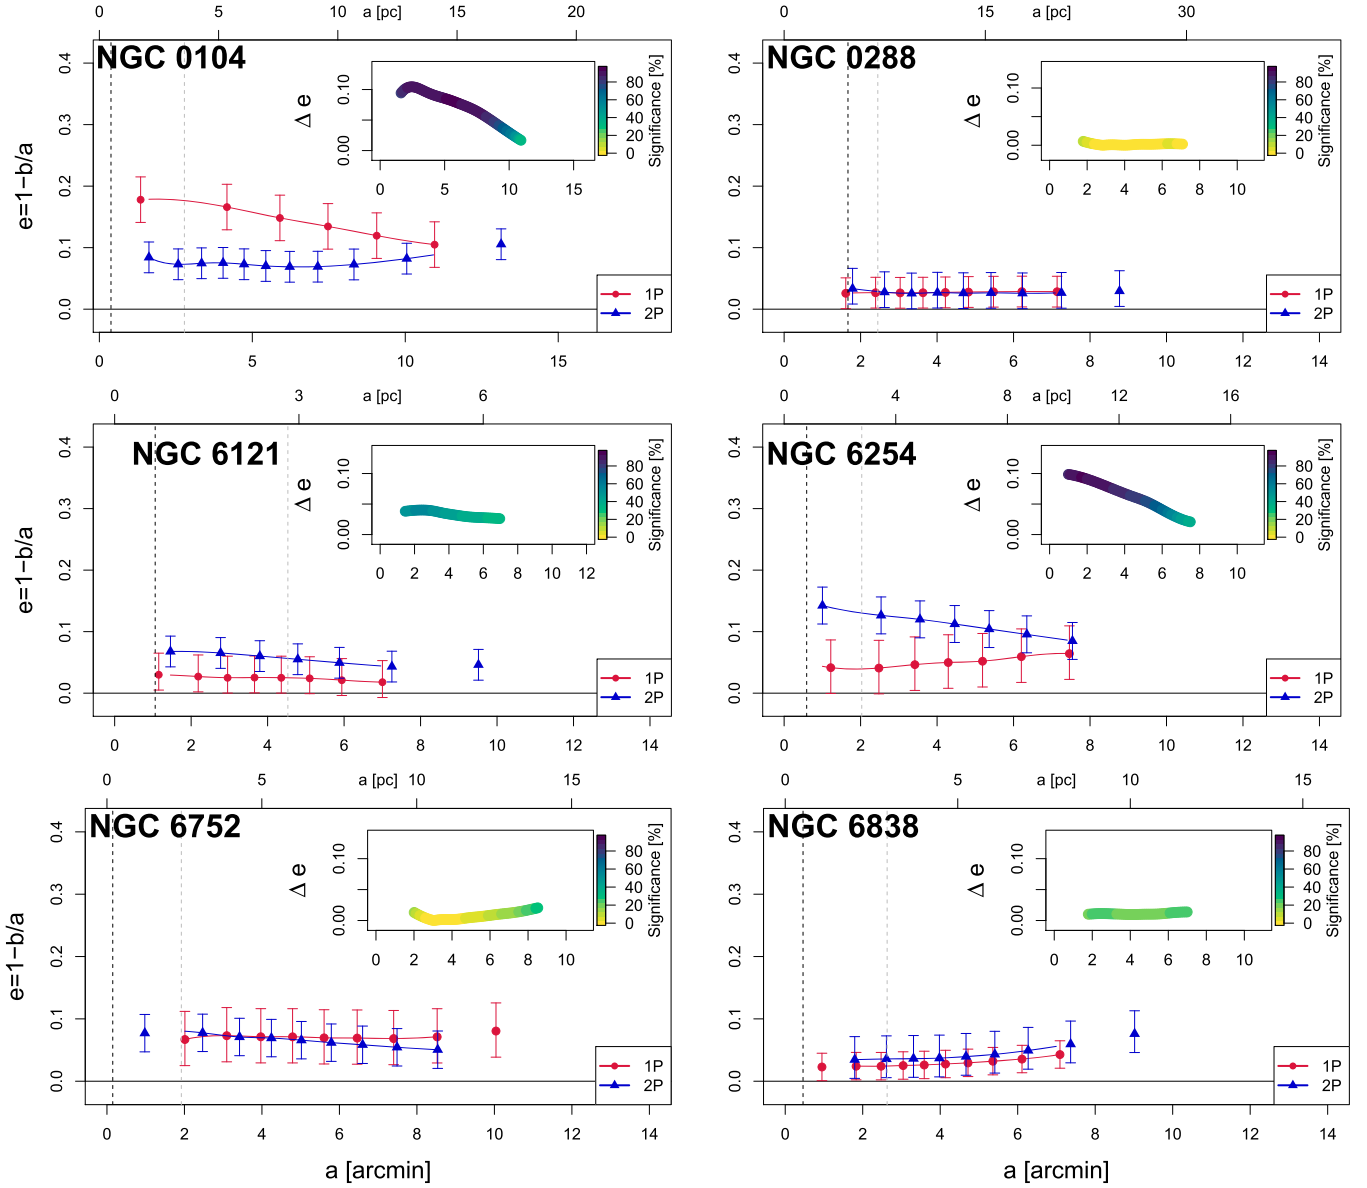 0 5 10 a [pc] 15 20
NGC 0104
e=1−b/a
0.0 0.1 0.2 0.3 0.4
Δ e
0.00 0.10
0 5 10 15
Significance [%]
0 20 40 60 80
1P
2P
0 5 10 15
0 15 a [pc] 30
NGC 0288
0.0 0.1 0.2 0.3 0.4
Δ e
0.00 0.10
0 2 4 6 8 10
Significance [%]
0 20 40 60 80
1P
2P
0 2 4 6 8 10 12 14
0 3 a [pc] 6
NGC 6121
e=1−b/a
0.0 0.1 0.2 0.3 0.4
Δ e
0.00 0.10
0 2 4 6 8 10 12
Significance [%]
0 20 40 60 80
1P
2P
0 2 4 6 8 10 12 14
0 4 8 a [pc] 12 16
NGC 6254
0.0 0.1 0.2 0.3 0.4
Δ e
0.00 0.10
0 2 4 6 8 10
Significance [%]
0 20 40 60 80
1P
2P
0 2 4 6 8 10 12 14
0 5 a [pc] 10 15
NGC 6752
e=1−b/a
0.0 0.1 0.2 0.3 0.4
Δ e
0.00 0.10
0 2 4 6 8 10
Significance [%]
0 20 40 60 80
1P
2P
0 2 4 6 8 10 12 14
a [arcmin]
0 5 a [pc] 10 15
NGC 6838
0.0 0.1 0.2 0.3 0.4
Δ e
0.00 0.10
0 2 4 6 8 10
Significance [%]
0 20 40 60 80
1P
2P
0 2 4 6 8 10 12 14
a [arcmin]